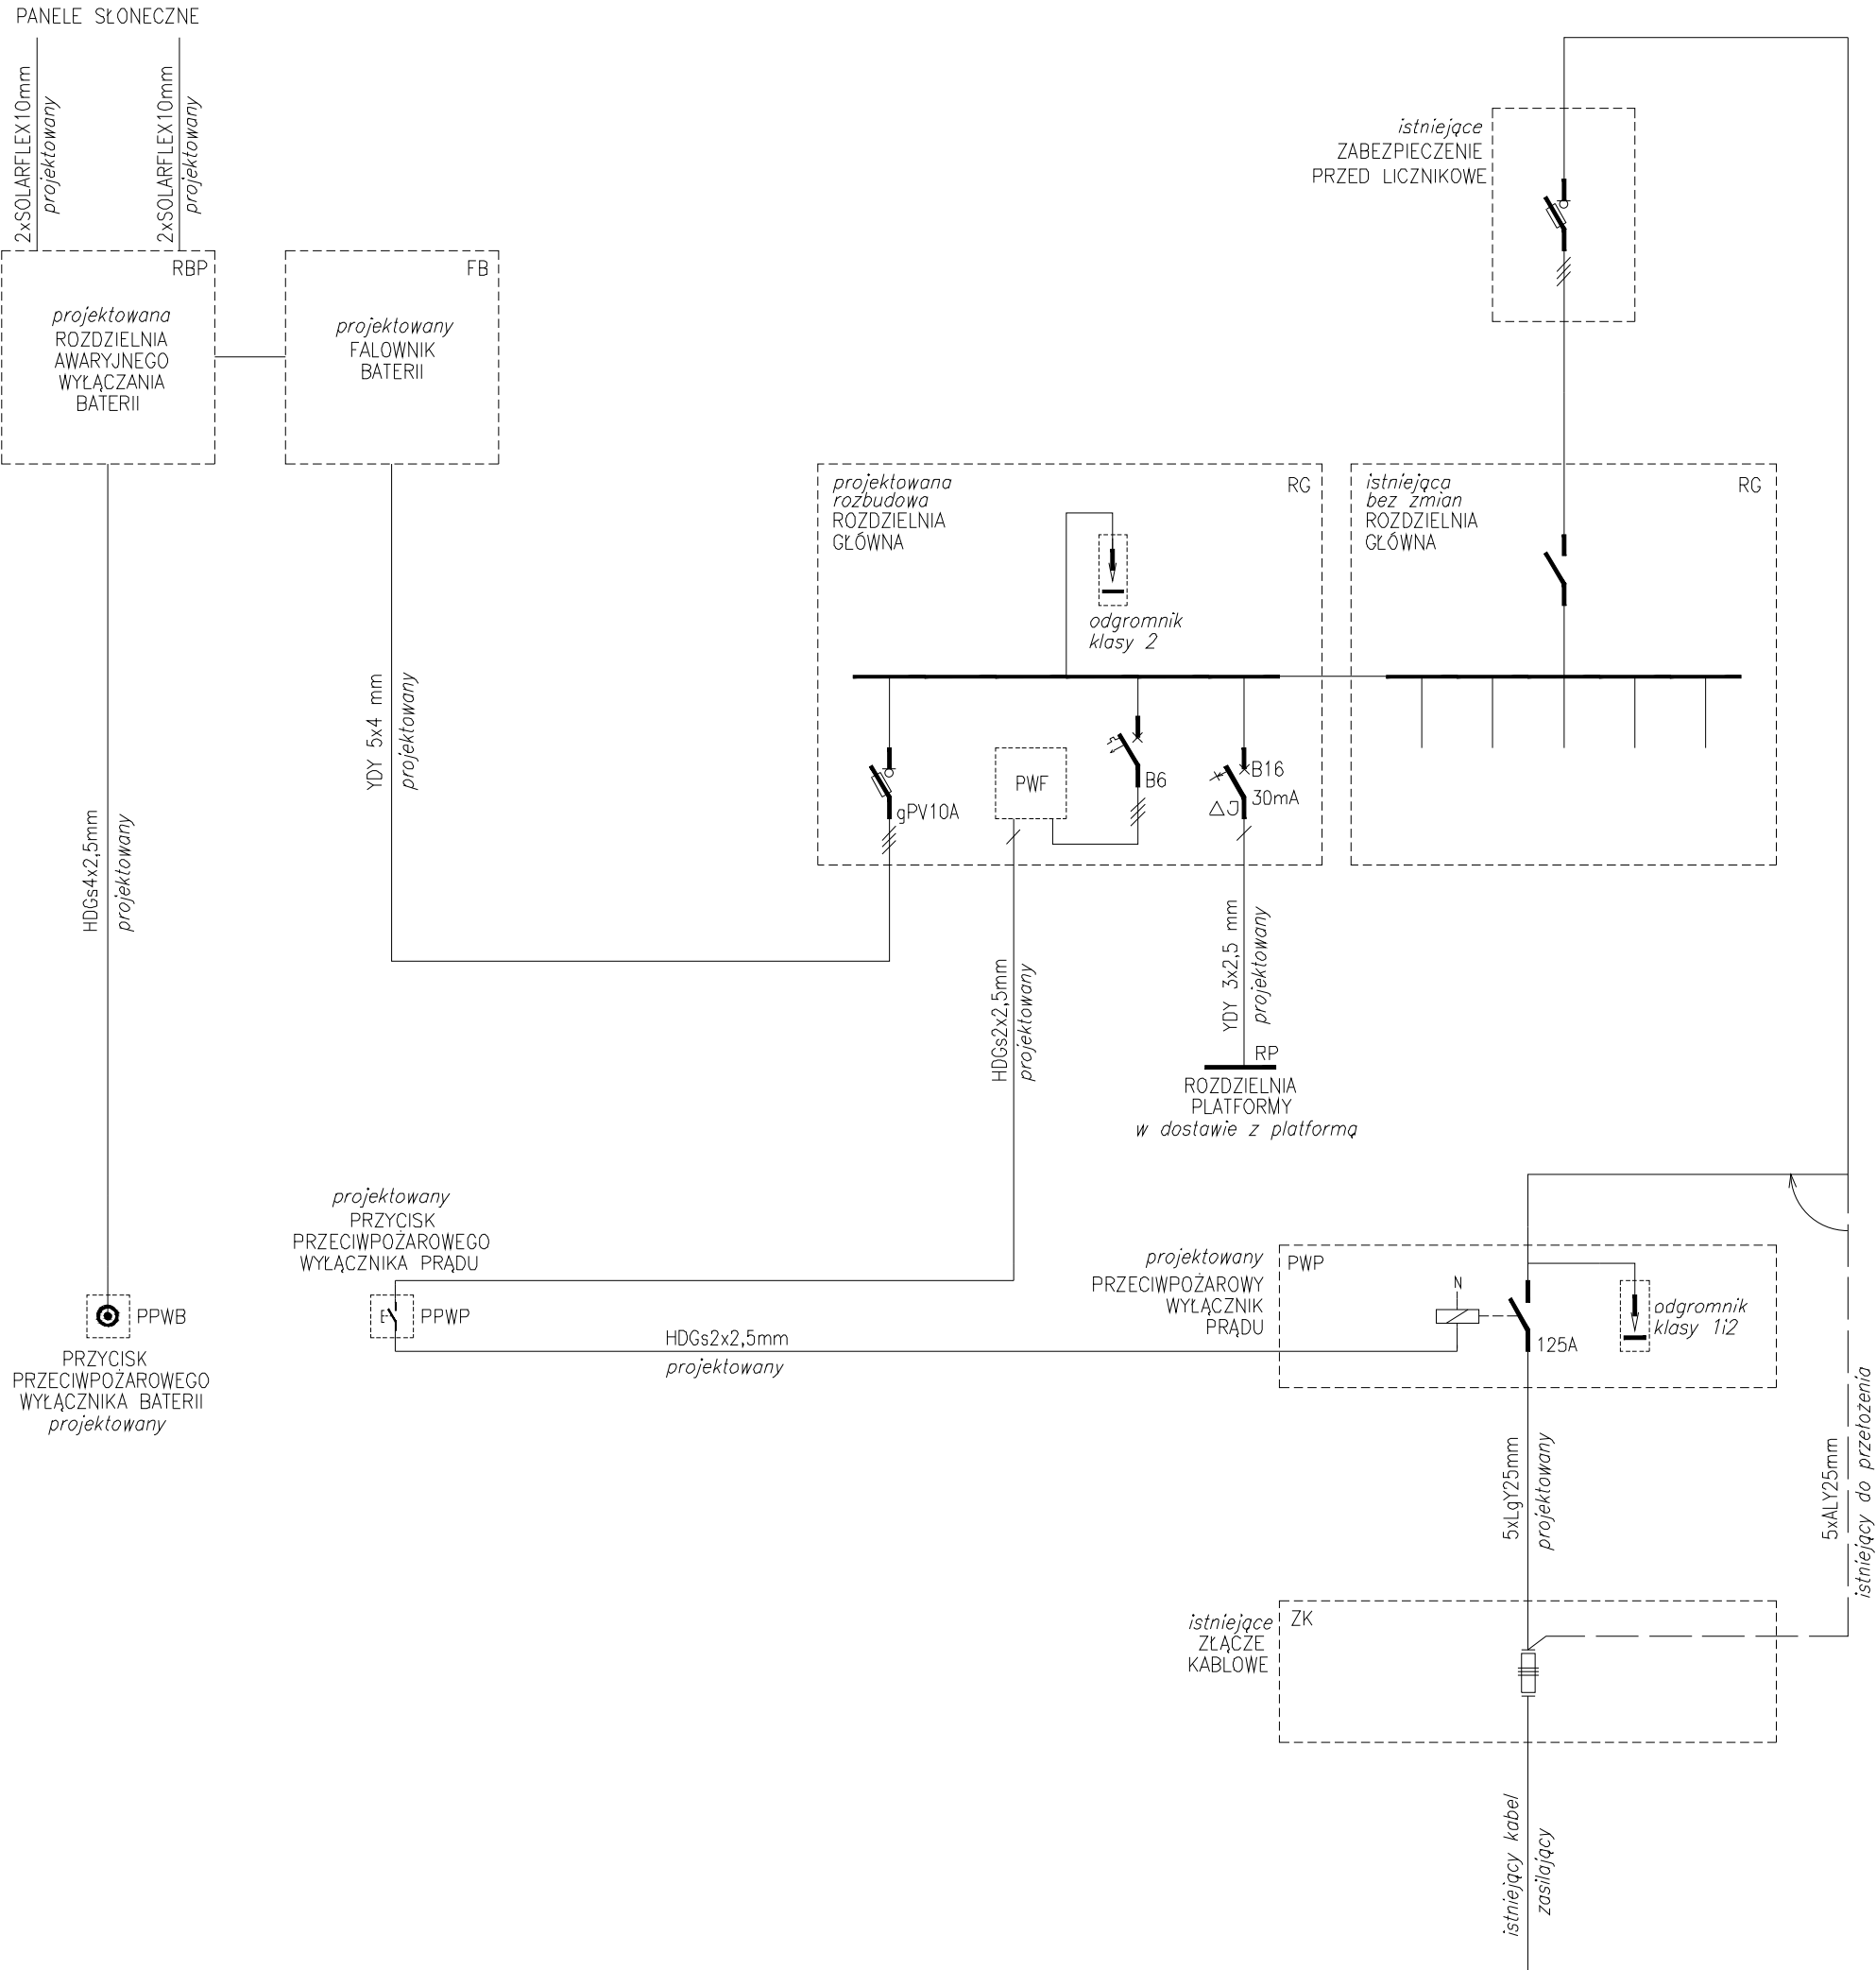 PANELE SŁONECZNE
2xSOLARFLEX10mm
projektowany
2xSOLARFLEX10mm
projektowany
RBP
projektowana
ROZDZIELNIA
AWARYJNEGO
WYŁĄCZANIA
BATERII
FB
projektowany
FALOWNIK
BATERII
istniejące
ZABEZPIECZENIE
PRZED LICZNIKOWE
projektowana
rozbudowa
ROZDZIELNIA
GŁÓWNA
RG
odgromnik
klasy 2
istniejąca
bez zmian
ROZDZIELNIA
GŁÓWNA
RG
gPV10A
PWF
B6
B16
30mA
ΔJ
YDY 5x4 mm
projektowany
HDGs4x2,5mm
projektowany
HDGs2x2,5mm
projektowany
YDY 3x2,5 mm
projektowany
RP
ROZDZIELNIA
PLATFORMY
w dostawie z platformą
projektowany
PRZYCISK
PRZECIWPOŻAROWEGO
WYŁĄCZNIKA PRĄDU
PPWP
PPWB
PRZYCISK
PRZECIWPOŻAROWEGO
WYŁĄCZNIKA BATERII
projektowany
HDGs2x2,5mm
projektowany
projektowany
PRZECIWPOŻAROWY
WYŁĄCZNIK
PRĄDU
PWP
N
125A
odgromnik
klasy 1i2
5xLgY25mm
projektowany
5xALY25mm
istniejący do przełożenia
istniejące
ZŁĄCZE
KABLOWE
ZK
istniejący kabel
zasilający